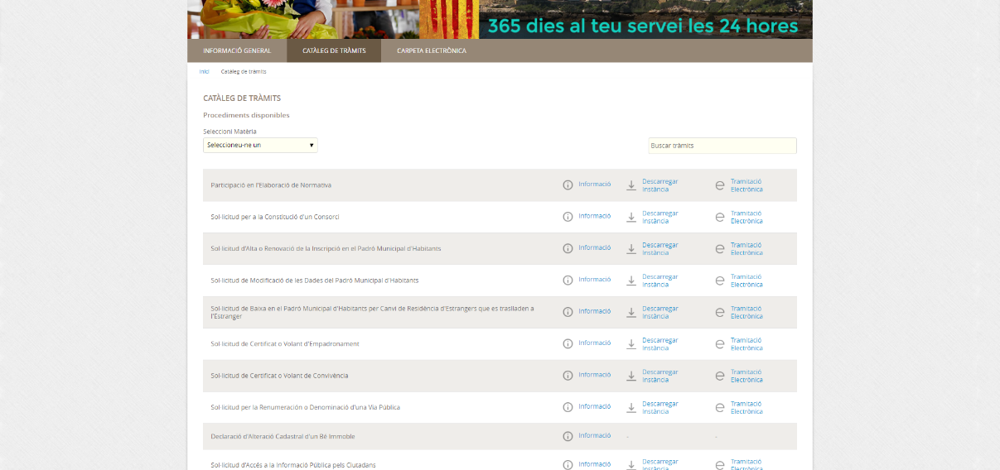 365 dies al teu servei les 24 hores
INFORMACIÓ GENERAL
CATÀLEG DE TRÀMITS
CARPETA ELECTRÒNICA
Inici
Catàleg de tràmits
CATÀLEG DE TRÀMITS
Procediments disponibles
Seleccioni Matèria
Seleccioneu-ne un
Buscar tràmits
Participació en l'Elaboració de Normativa
Informació
Descarregar
Instància
Tramitació
Electrònica
Sol·licitud per a la Constitució d'un Consorci
Informació
Descarregar
Instància
Tramitació
Electrònica
Sol·licitud d'Alta o Renovació de la Inscripció en el Padró Municipal d'Habitants
Informació
Descarregar
Instància
Tramitació
Electrònica
Sol·licitud de Modificació de les Dades del Padró Municipal d'Habitants
Informació
Descarregar
Instància
Tramitació
Electrònica
Sol·licitud de Baixa en el Padró Municipal d'Habitants per Canvi de Residència d'Estrangers que es traslladen a
l'Estranger
Informació
Descarregar
Instància
Tramitació
Electrònica
Sol·licitud de Certificat o Volant d'Empadronament
Informació
Descarregar
Instància
Tramitació
Electrònica
Sol·licitud de Certificat o Volant de Convivència
Informació
Descarregar
Instància
Tramitació
Electrònica
Sol·licitud per la Renumeración o Denominació d'una Via Pública
Informació
Descarregar
Instància
Tramitació
Electrònica
Declaració d'Alteració Cadastral d'un Bé Immoble
Informació
-
-
Sol·licitud d'Accés a la Informació Pública pels Ciutadans
Informació
Descarregar
Instància
Tramitació
Electrònica